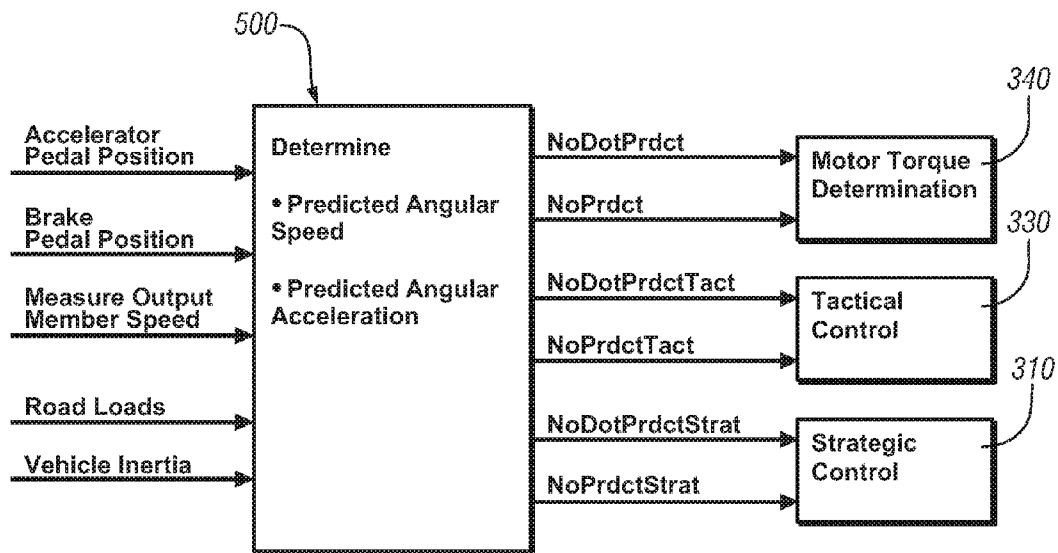 500
340
Accelerator
Pedal Position
Brake
Pedal Position
Measure Output
Member Speed
Road Loads
Vehicle Inertia
Determine
• Predicted Angular
Speed
• Predicted Angular
Acceleration
NoDotPrdct
NoPrdct
NoDotPrdctTact
NoPrdctTact
NoDotPrdctStrat
NoPrdctStrat
Motor Torque
Determination
330
Tactical
Control
310
Strategic
Control